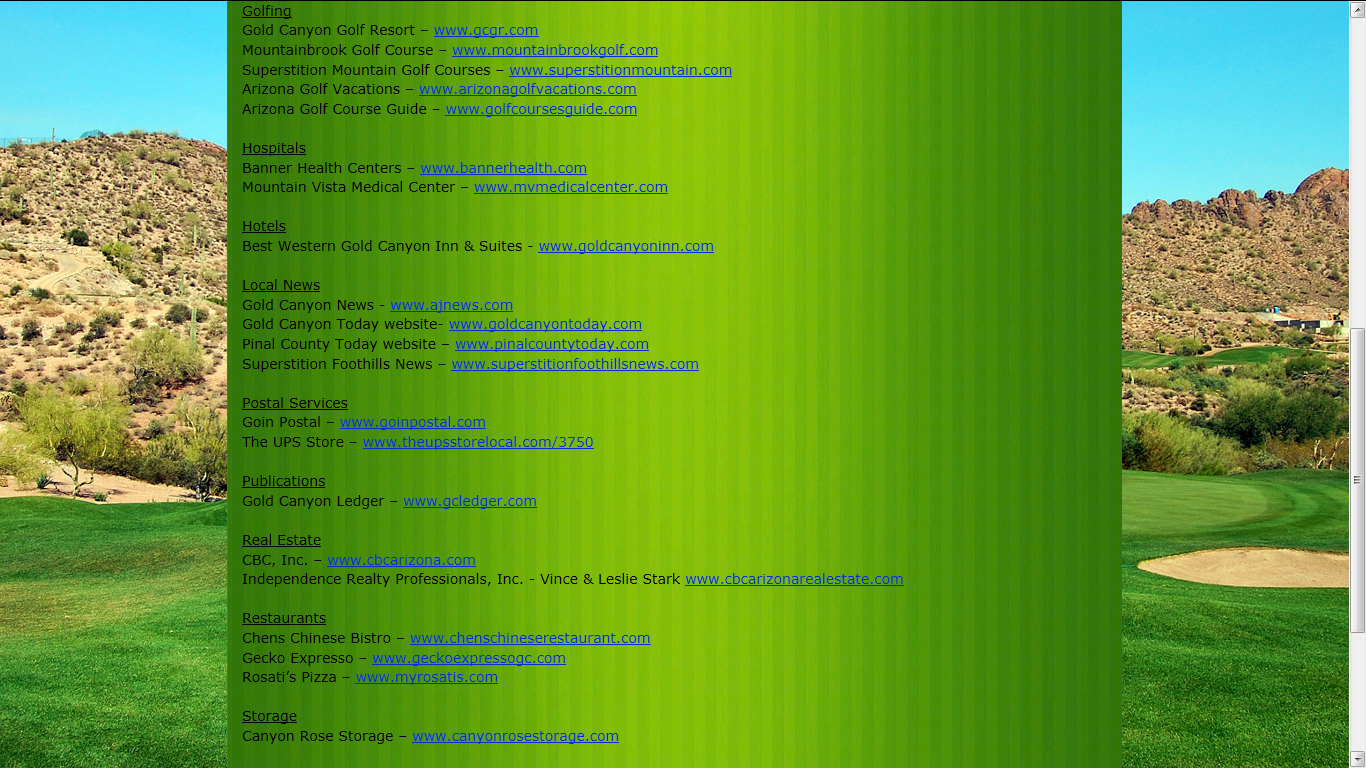 Golfing
Gold Canyon Golf Resort – www.gcgr.com
Mountainbrook Golf Course – www.mountainbrookgolf.com
Superstition Mountain Golf Courses – www.superstitionmountain.com
Arizona Golf Vacations – www.arizonagolfvacations.com
Arizona Golf Course Guide – www.golfcoursesguide.com
Hospitals
Banner Health Centers – www.bannerhealth.com
Mountain Vista Medical Center – www.mvmedicalcenter.com
Hotels
Best Western Gold Canyon Inn & Suites - www.goldcanyoninn.com
Local News
Gold Canyon News - www.ajnews.com
Gold Canyon Today website- www.goldcanyontoday.com
Pinal County Today website – www.pinalcountytoday.com
Superstition Foothills News – www.superstitionfoothillsnews.com
Postal Services
Goin Postal – www.goinpostal.com
The UPS Store – www.theupsstorelocal.com/3750
Publications
Gold Canyon Ledger – www.gcledger.com
Real Estate
CBC, Inc. – www.cbcarizona.com
Independence Realty Professionals, Inc. - Vince & Leslie Stark www.cbcarizonarealestate.com
Restaurants
Chens Chinese Bistro – www.chenschineserestaurant.com
Gecko Expresso – www.geckoexpressogc.com
Rosati’s Pizza – www.myrosatis.com
Storage
Canyon Rose Storage – www.canyonrosestorage.com